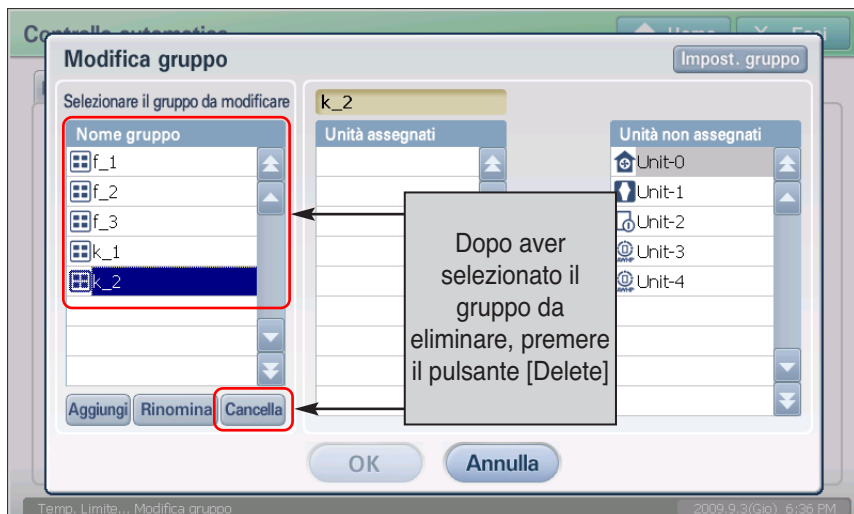 Controllo automatico
Home
X Esci
Modifica gruppo
Impost. gruppo
Selezionare il gruppo da modificare
k_2
Nome gruppo
Unità assegnati
Unità non assegnati
f_1
f_2
f_3
k_1
k_2
Unit-0
Unit-1
Unit-2
Unit-3
Unit-4
Dopo aver
selezionato il
gruppo da
eliminare, premere
il pulsante [Delete]
Aggiungi
Rinomina
Cancella
OK
Annulla
Temp. Limite... Modifica gruppo
2009.9.3(Gio) 6:36 PM